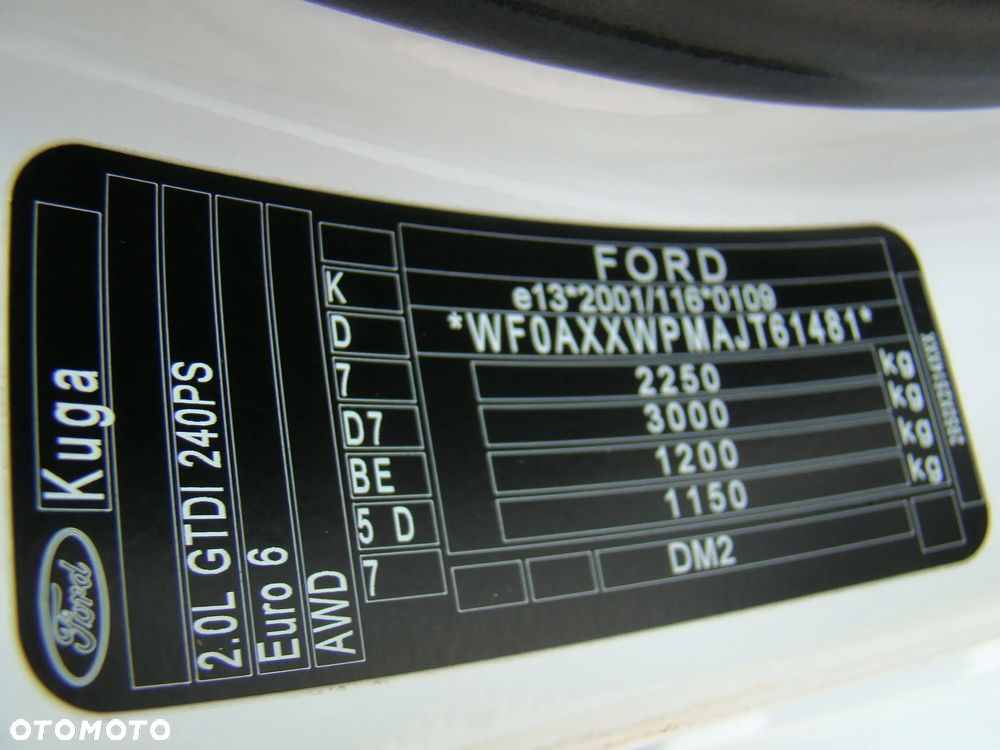 Ford
Kuga
2.0L GTDI 240PS
Euro 6
AWD
K
D
7
D7
BE
5 D
7
FORD
e13*2001/116*0109
*WF0AXXWPMAJT61481*
2250 kg
3000 kg
1200 kg
1150 kg
DM2
OTOMOTO